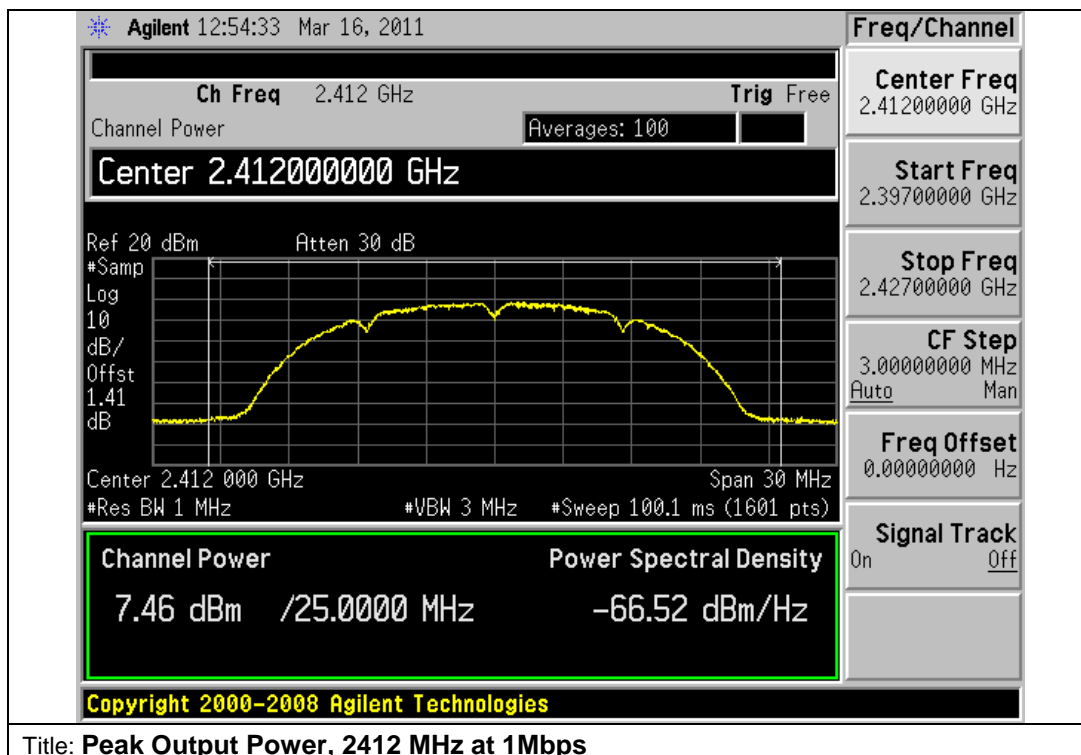 Agilent 12:54:33 Mar 16, 2011
Freq/Channel
Ch Freq 2.412 GHz Trig Free
Channel Power Averages: 100
Center 2.412000000 GHz
Ref 20 dBm Atten 30 dB
#Samp
Log
10
dB/
Offst
1.41
dB
Center 2.412 000 GHz Span 30 MHz
#Res BW 1 MHz #VBW 3 MHz #Sweep 100.1 ms (1601 pts)
Channel Power Power Spectral Density
7.46 dBm /25.0000 MHz -66.52 dBm/Hz
Copyright 2000-2008 Agilent Technologies
Center Freq
2.41200000 GHz
Start Freq
2.39700000 GHz
Stop Freq
2.42700000 GHz
CF Step
3.00000000 MHz
Auto Man
Freq Offset
0.00000000 Hz
Signal Track
On Off
Title: Peak Output Power, 2412 MHz at 1Mbps